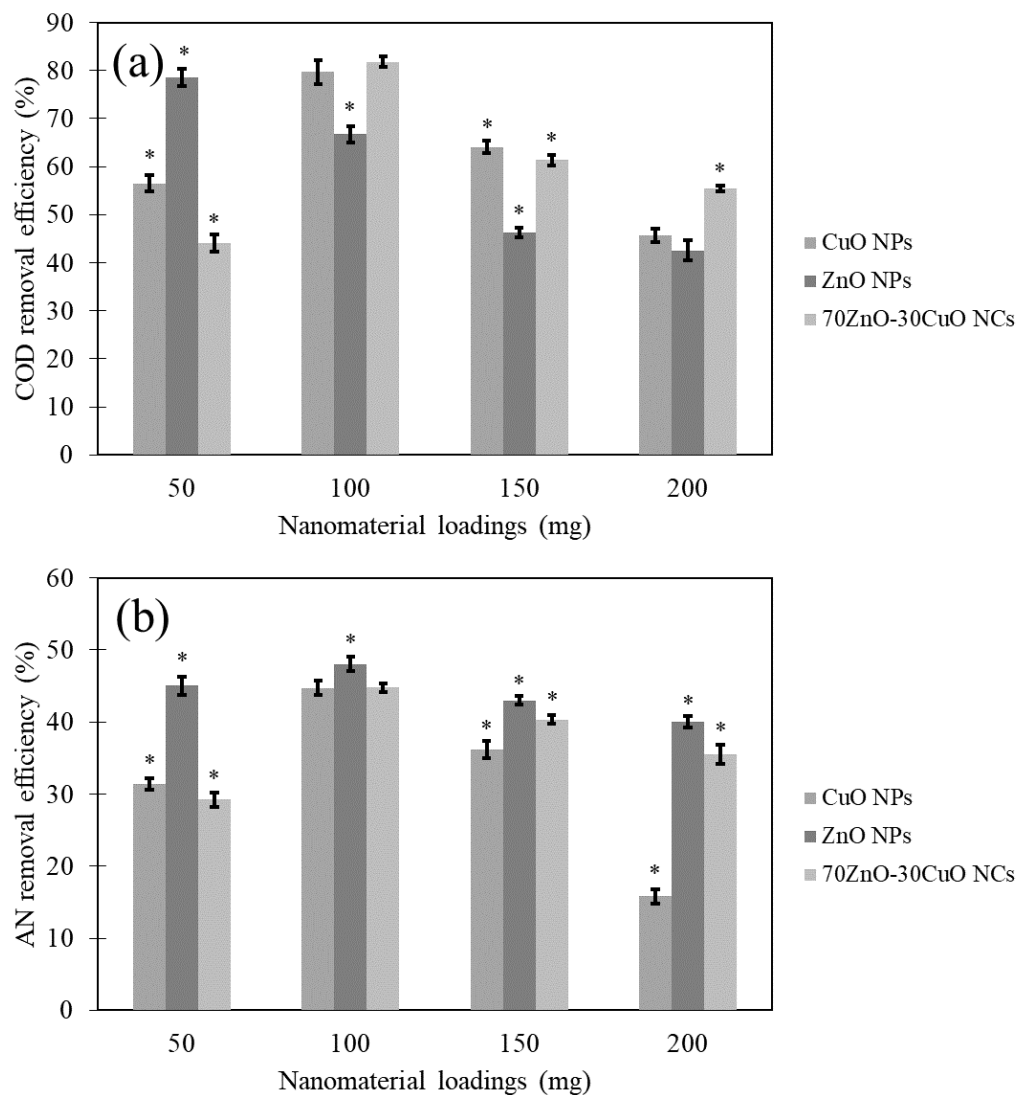 (a)
COD removal efficiency (%)
90
80
70
60
50
40
30
20
10
0
* * *
*
* * *
*
50 100 150 200
Nanomaterial loadings (mg)
CuO NPs
ZnO NPs
70ZnO-30CuO NCs
(b)
AN removal efficiency (%)
60
50
40
30
20
10
0
* * *
*
* * *
* * *
50 100 150 200
Nanomaterial loadings (mg)
CuO NPs
ZnO NPs
70ZnO-30CuO NCs